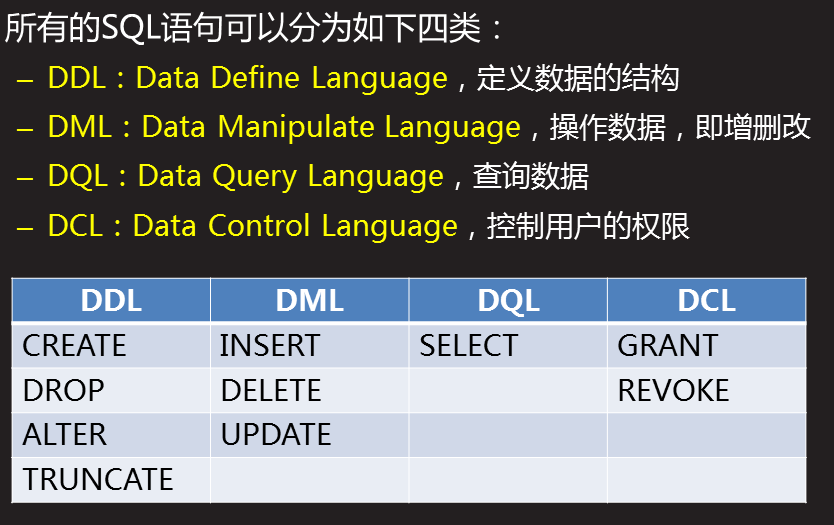 所有的SQL语句可以分为如下四类：
– DDL：Data Define Language，定义数据的结构
– DML：Data Manipulate Language，操作数据，即增删改
– DQL：Data Query Language，查询数据
– DCL：Data Control Language，控制用户的权限
DDL DML DQL DCL
CREATE INSERT SELECT GRANT
DROP DELETE REVOKE
ALTER UPDATE
TRUNCATE